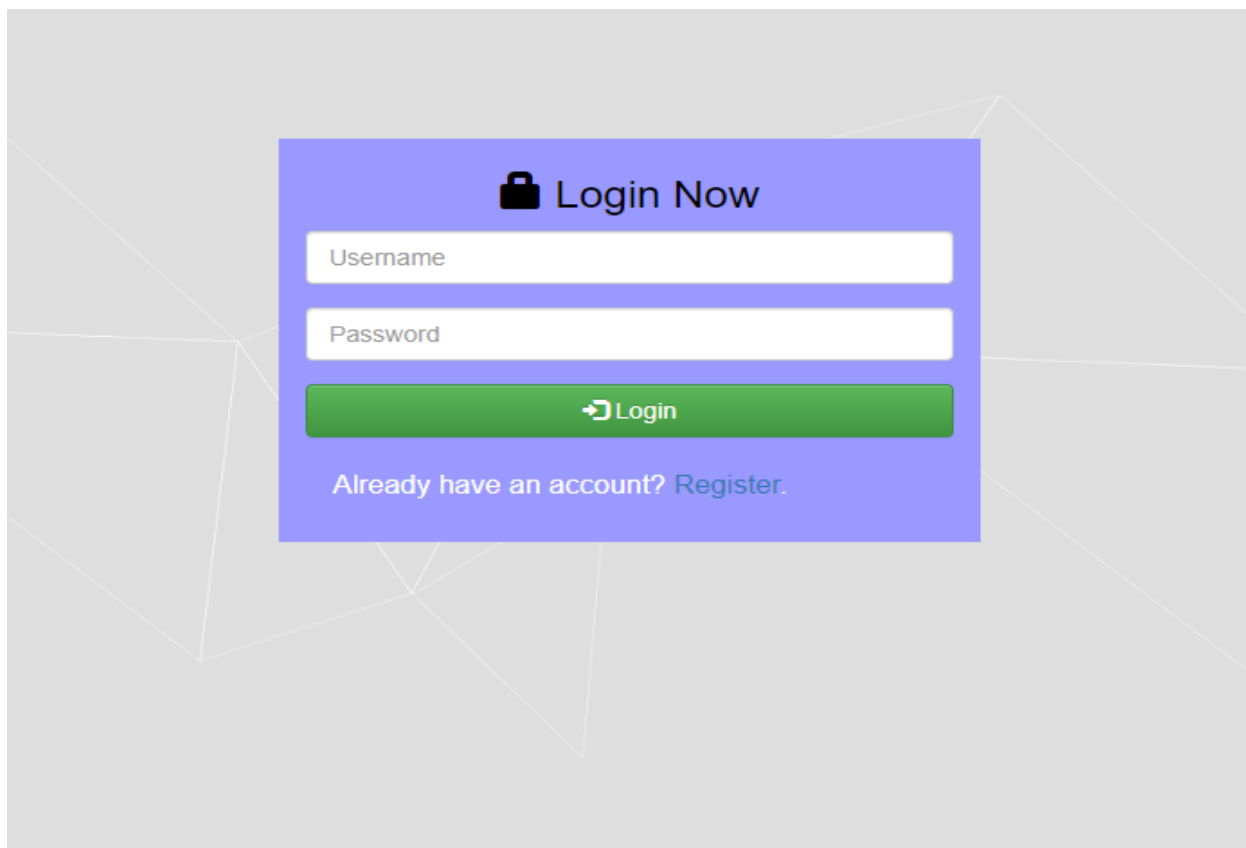 Login Now
Username
Password
Login
Already have an account? Register.